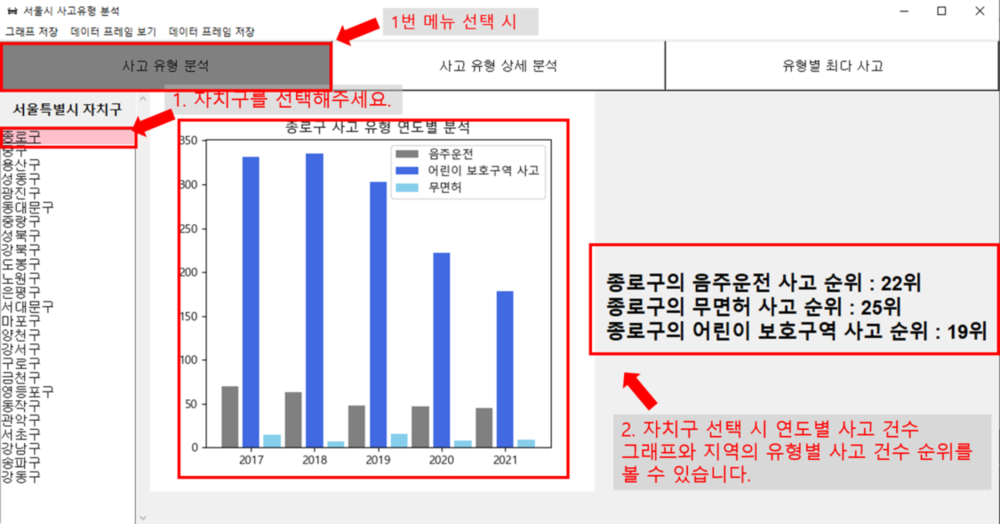 서울시 사고유형 분석
그래프 저장 데이터 프레임 보기 데이터 프레임 저장
1번 메뉴 선택 시
사고 유형 분석
사고 유형 상세 분석
유형별 최다 사고
서울특별시 자치구
1. 자치구를 선택해주세요.
종로구
중구
용산구
성동구
광진구
동대문구
중랑구
성북구
강북구
도봉구
노원구
은평구
서대문구
마포구
양천구
강서구
구로구
금천구
영등포구
동작구
관악구
서초구
강남구
송파구
강동구
종로구 사고 유형 연도별 분석
음주운전
어린이 보호구역 사고
무면허
350
300
250
200
150
100
50
0
2017 2018 2019 2020 2021
종로구의 음주운전 사고 순위 : 22위
종로구의 무면허 사고 순위 : 25위
종로구의 어린이 보호구역 사고 순위 : 19위
2. 자치구 선택 시 연도별 사고 건수
그래프와 지역의 유형별 사고 건수 순위를
볼 수 있습니다.